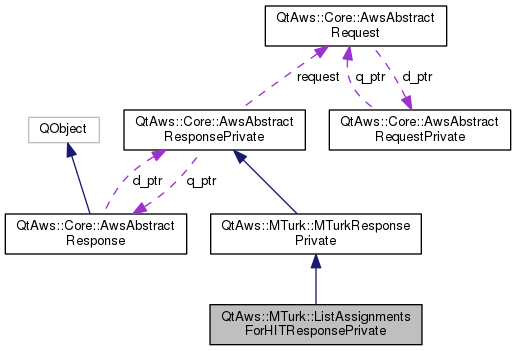 QtAws::Core::AwsAbstract
Request
request
q_ptr
d_ptr
QObject
QtAws::Core::AwsAbstract
ResponsePrivate
QtAws::Core::AwsAbstract
RequestPrivate
d_ptr
q_ptr
QtAws::Core::AwsAbstract
Response
QtAws::MTurk::MTurkResponse
Private
QtAws::MTurk::ListAssignments
ForHITResponsePrivate